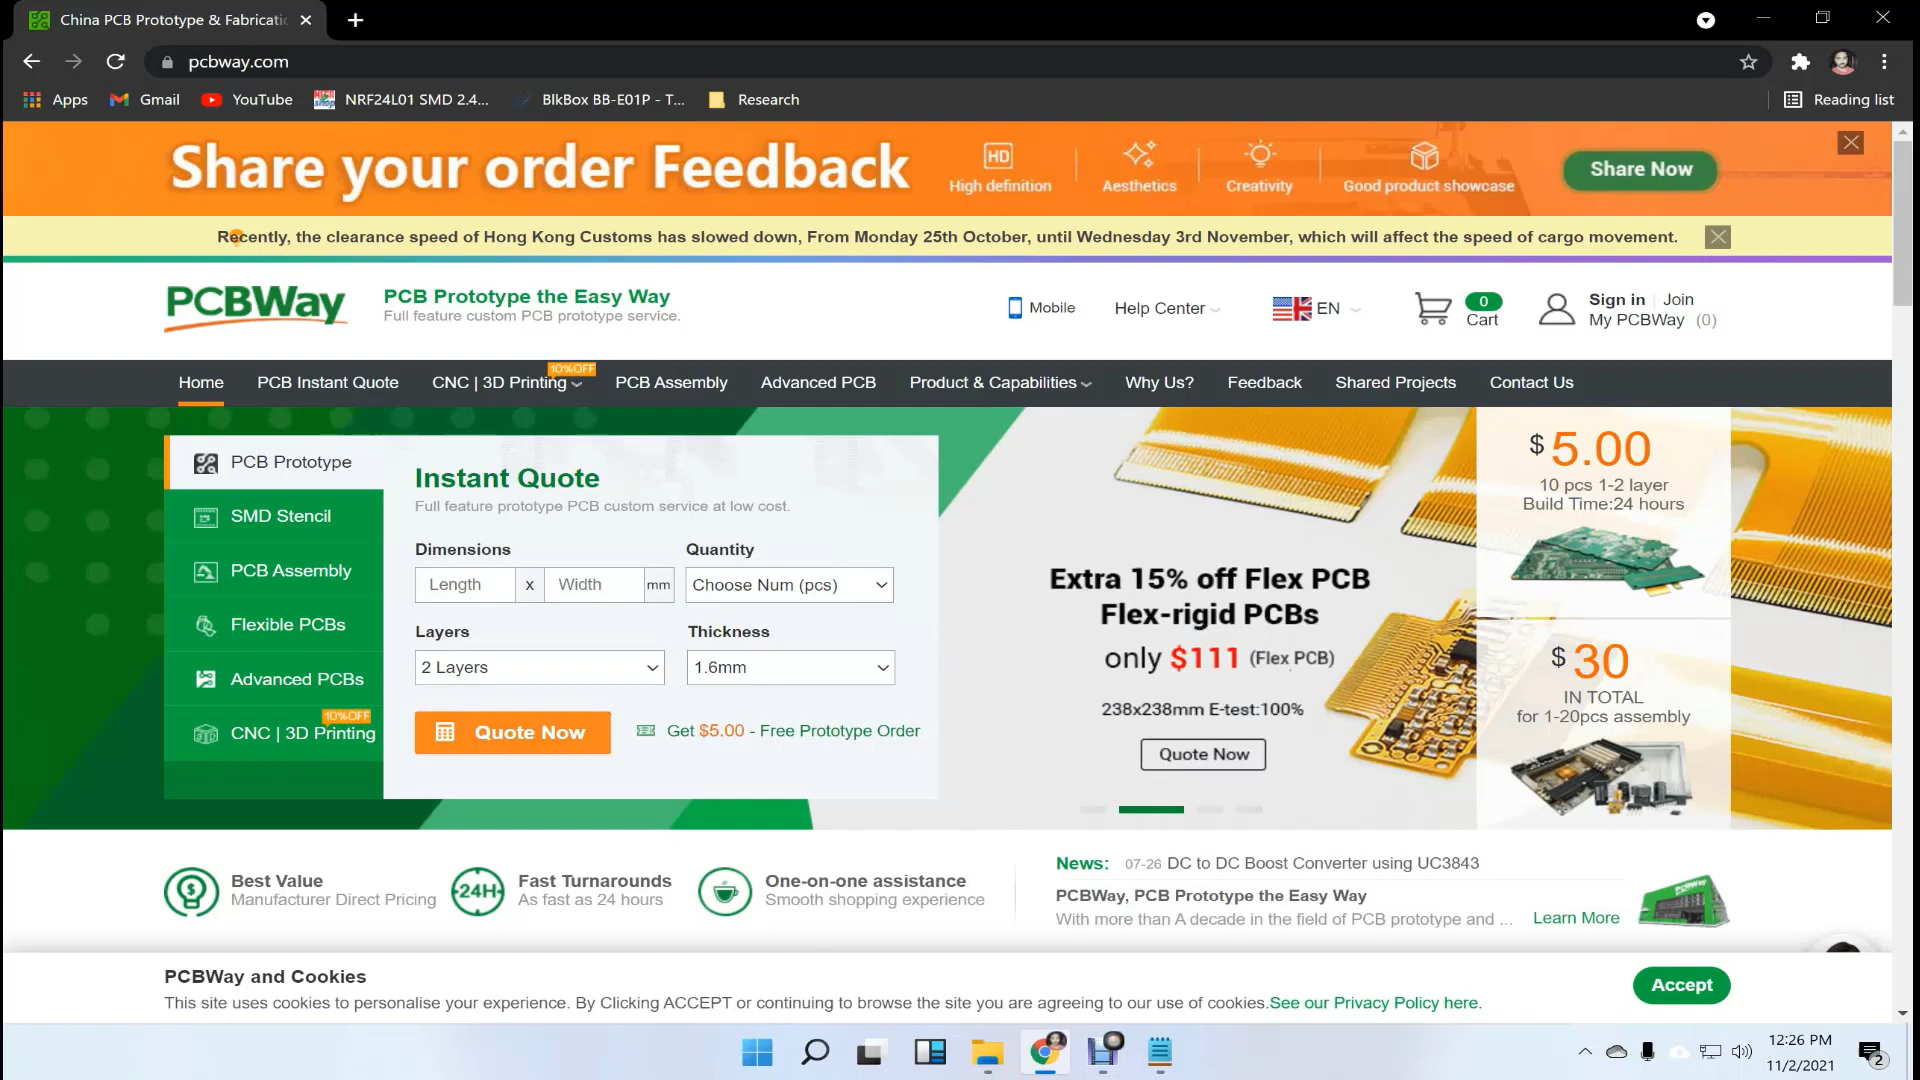 China PCB Prototype & Fabricati
pcbway.com
Apps
Gmail
YouTube
NRF24L01 SMD 2.4...
BlkBox BB-E01P - T...
Research
Reading list
Share your order Feedback
HD
High definition
Aesthetics
Creativity
Good product showcase
Share Now
Recently, the clearance speed of Hong Kong Customs has slowed down, From Monday 25th October, until Wednesday 3rd November, which will affect the speed of cargo movement.
PCBWay
PCB Prototype the Easy Way
Full feature custom PCB prototype service.
Mobile
Help Center
EN
0
Cart
Sign in
Join
My PCBWay (0)
Home
PCB Instant Quote
CNC | 3D Printing
10%OFF
PCB Assembly
Advanced PCB
Product & Capabilities
Why Us?
Feedback
Shared Projects
Contact Us
PCB Prototype
SMD Stencil
PCB Assembly
Flexible PCBs
Advanced PCBs
10%OFF
CNC | 3D Printing
Instant Quote
Full feature prototype PCB custom service at low cost.
Dimensions
Quantity
Length
x
Width
mm
Choose Num (pcs)
Layers
Thickness
2 Layers
1.6mm
Quote Now
Get $5.00 - Free Prototype Order
Extra 15% off Flex PCB
Flex-rigid PCBs
only $111 (Flex PCB)
238x238mm E-test:100%
Quote Now
$ 5.00
10 pcs 1-2 layer
Build Time:24 hours
$ 30
IN TOTAL
for 1-20pcs assembly
Best Value
Manufacturer Direct Pricing
24H
Fast Turnarounds
As fast as 24 hours
One-on-one assistance
Smooth shopping experience
News:
07-26 DC to DC Boost Converter using UC3843
PCBWay, PCB Prototype the Easy Way
With more than A decade in the field of PCB prototype and ...
Learn More
PCBWay
PCBWay and Cookies
This site uses cookies to personalise your experience. By Clicking ACCEPT or continuing to browse the site you are agreeing to our use of cookies.See our Privacy Policy here.
Accept
12:26 PM
11/2/2021
2